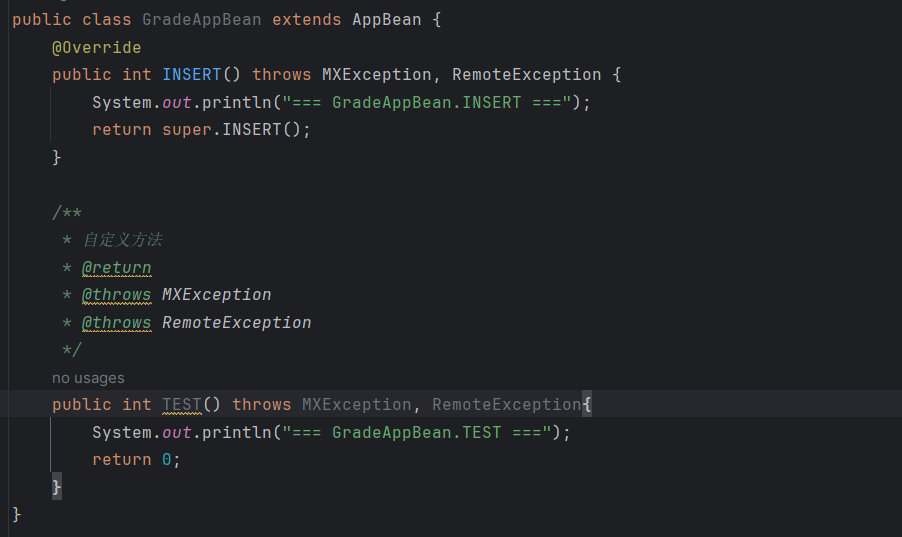 public class GradeAppBean extends AppBean {
@Override
public int INSERT() throws MXException, RemoteException {
System.out.println("=== GradeAppBean.INSERT ===");
return super.INSERT();
}
/**
* 自定义方法
* @return
* @throws MXException
* @throws RemoteException
*/
no usages
public int TEST() throws MXException, RemoteException{
System.out.println("=== GradeAppBean.TEST ===");
return 0;
}
}